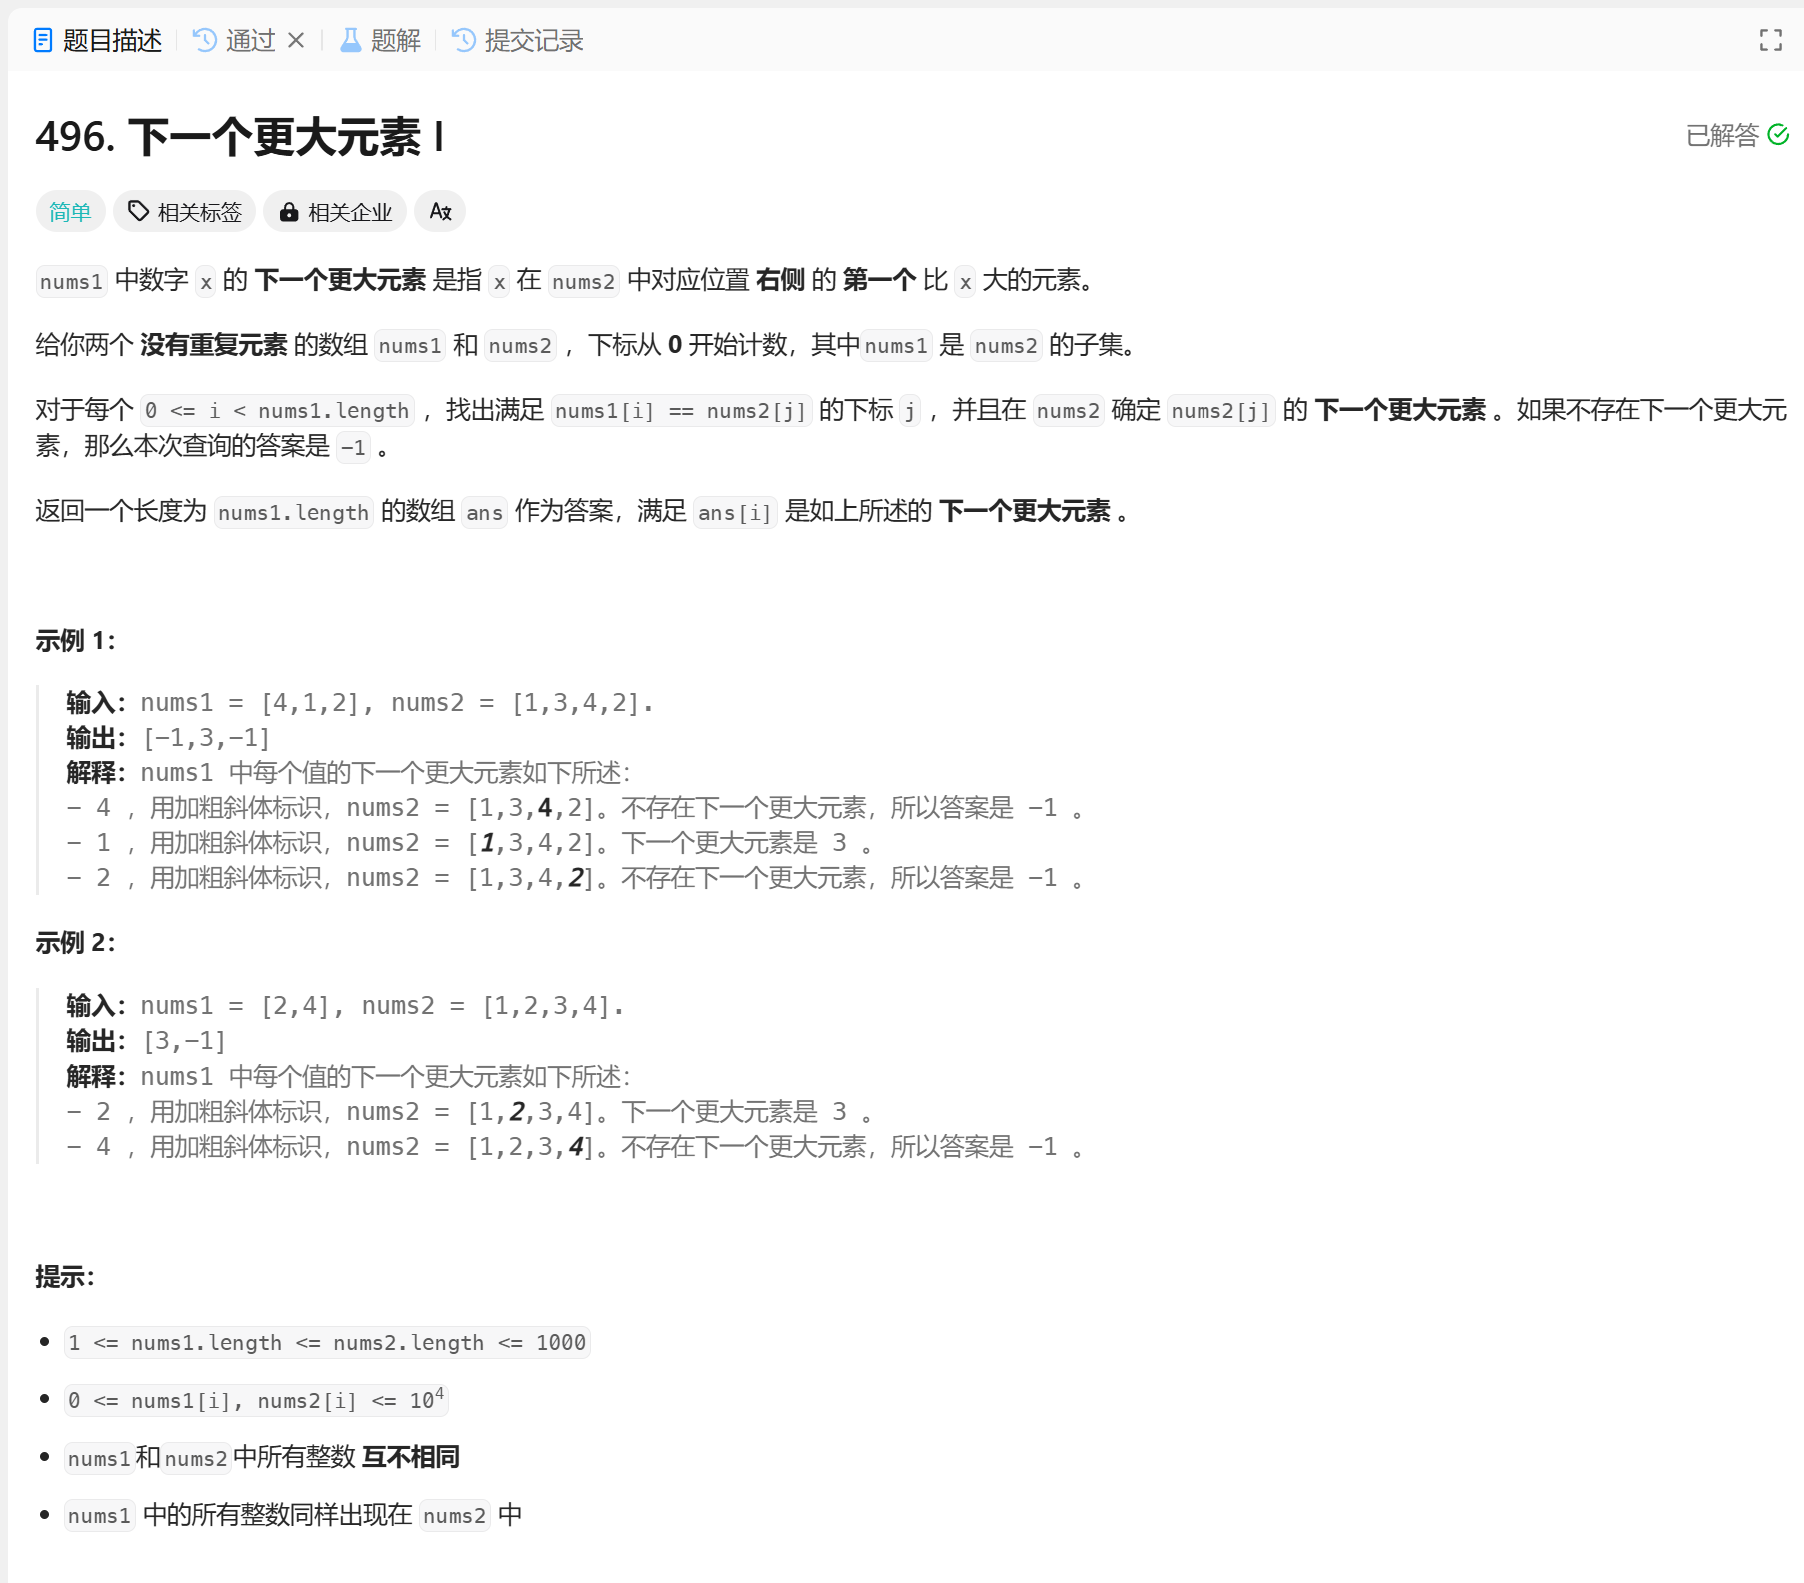 题目描述 通过 题解 提交记录
496. 下一个更大元素 I
已解答
简单 相关标签 相关企业 A文
nums1 中数字 x 的 下一个更大元素 是指 x 在 nums2 中对应位置 右侧 的 第一个 比 x 大的元素。
给你两个 没有重复元素 的数组 nums1 和 nums2 ，下标从 0 开始计数，其中nums1 是 nums2 的子集。
对于每个 0 <= i < nums1.length ，找出满足 nums1[i] == nums2[j] 的下标 j ，并且在 nums2 确定 nums2[j] 的 下一个更大元素 。如果不存在下一个更大元
素，那么本次查询的答案是 -1 。
返回一个长度为 nums1.length 的数组 ans 作为答案，满足 ans[i] 是如上所述的 下一个更大元素 。
示例 1：
输入：nums1 = [4,1,2], nums2 = [1,3,4,2].
输出：[-1,3,-1]
解释：nums1 中每个值的下一个更大元素如下所述：
- 4 ，用加粗斜体标识，nums2 = [1,3,4,2]。不存在下一个更大元素，所以答案是 -1 。
- 1 ，用加粗斜体标识，nums2 = [1,3,4,2]。下一个更大元素是 3 。
- 2 ，用加粗斜体标识，nums2 = [1,3,4,2]。不存在下一个更大元素，所以答案是 -1 。
示例 2：
输入：nums1 = [2,4], nums2 = [1,2,3,4].
输出：[3,-1]
解释：nums1 中每个值的下一个更大元素如下所述：
- 2 ，用加粗斜体标识，nums2 = [1,2,3,4]。下一个更大元素是 3 。
- 4 ，用加粗斜体标识，nums2 = [1,2,3,4]。不存在下一个更大元素，所以答案是 -1 。
提示：
1 <= nums1.length <= nums2.length <= 1000
0 <= nums1[i], nums2[i] <= 10⁴
nums1和nums2中所有整数 互不相同
nums1 中的所有整数同样出现在 nums2 中